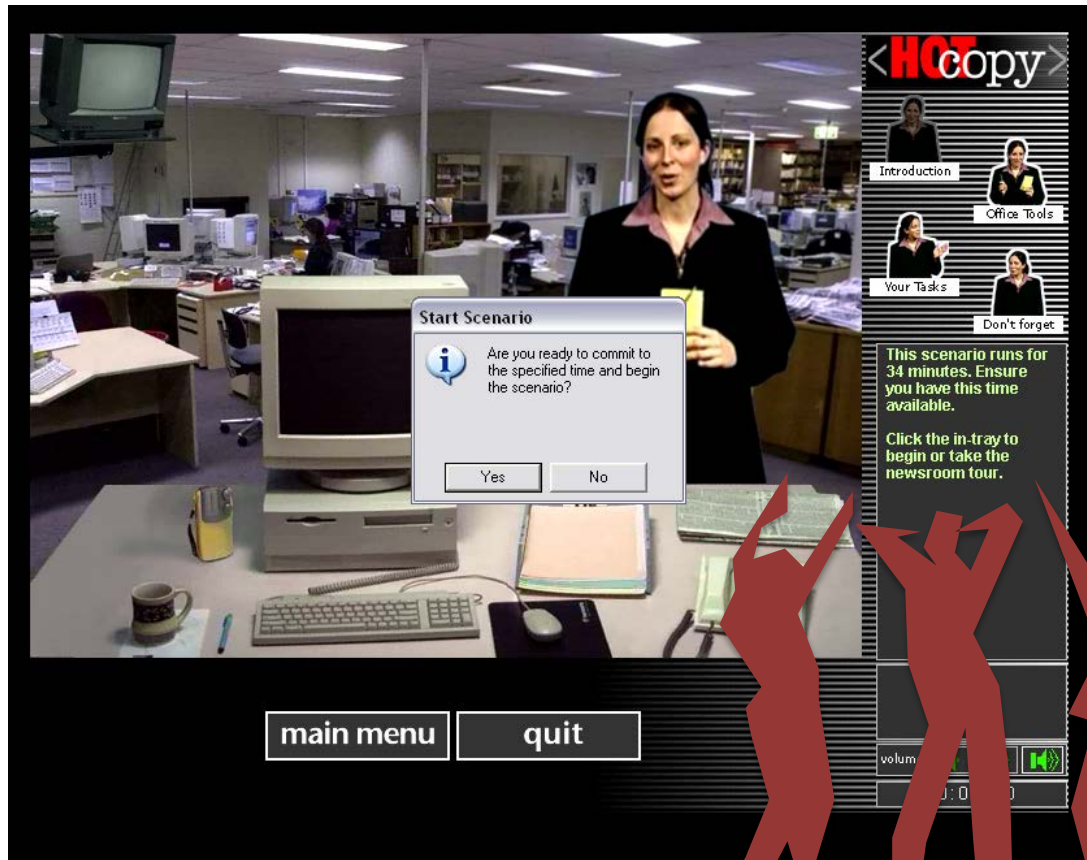 <HOTcopy>
Introduction
Office Tools
Your Tasks
Don't forget
Start Scenario
Are you ready to commit to
the specified time and begin
the scenario?
Yes
No
This scenario runs for
34 minutes. Ensure
you have this time
available.
Click the in-tray to
begin or take the
newsroom tour.
main menu
quit